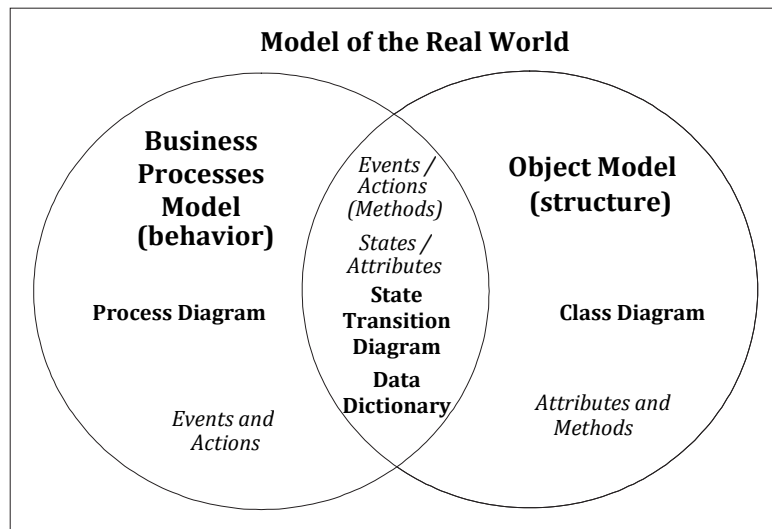 Model of the Real World
Business
Processes
Model
(behavior)
Process Diagram
Events and
Actions
Events /
Actions
(Methods)
States /
Attributes
State
Transition
Diagram
Data
Dictionary
Object Model
(structure)
Class Diagram
Attributes and
Methods